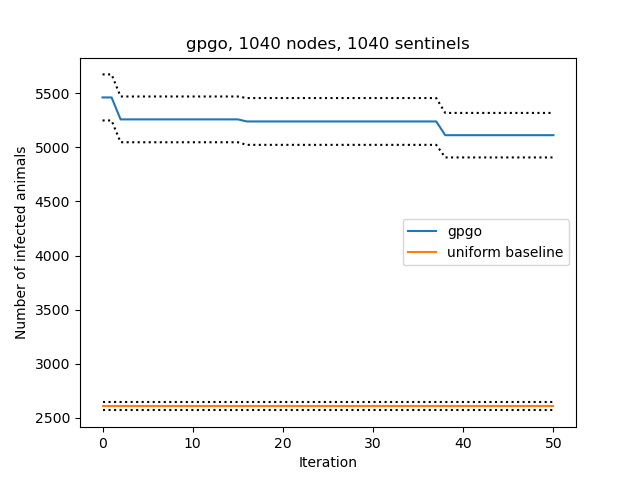 gpgo, 1040 nodes, 1040 sentinels
Number of infected animals
5500
5000
4500
4000
3500
3000
2500
gpgo
uniform baseline
0 10 20 30 40 50
Iteration